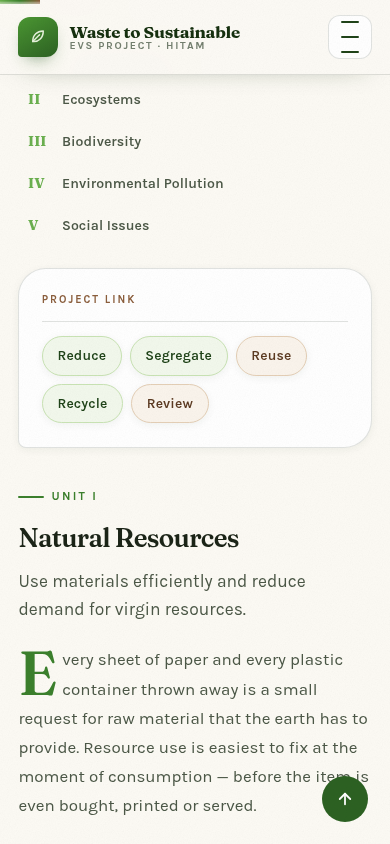 Waste to Sustainable
EVS PROJECT · HITAM
II Ecosystems
III Biodiversity
IV Environmental Pollution
V Social Issues
PROJECT LINK
Reduce Segregate Reuse
Recycle Review
UNIT I
Natural Resources
Use materials efficiently and reduce
demand for virgin resources.
Every sheet of paper and every plastic
container thrown away is a small
request for raw material that the earth has to
provide. Resource use is easiest to fix at the
moment of consumption — before the item is
even bought, printed or served.